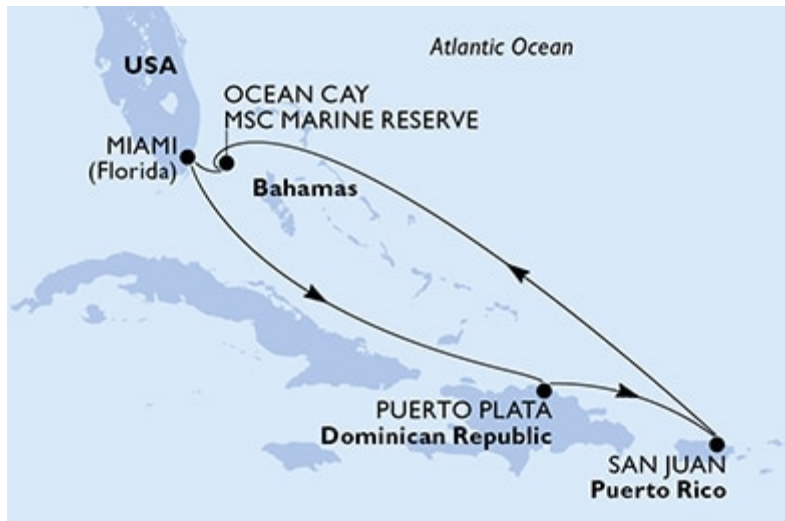 Atlantic Ocean
USA
OCEAN CAY
MSC MARINE RESERVE
MIAMI
(Florida)
Bahamas
PUERTO PLATA
Dominican Republic
SAN JUAN
Puerto Rico